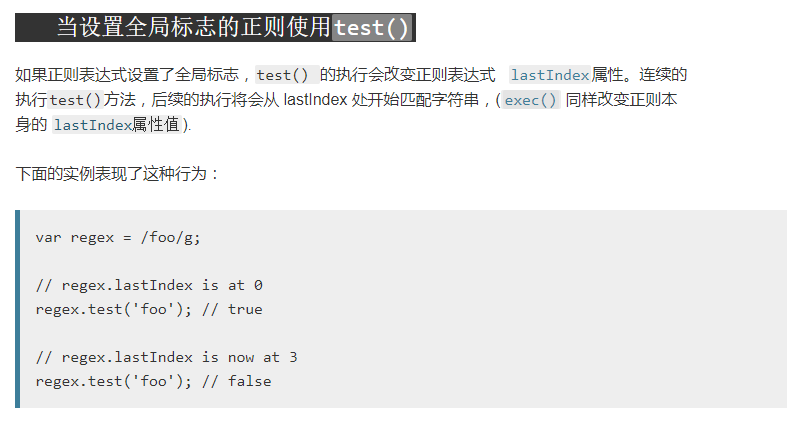 当设置全局标志的正则使用test()
如果正则表达式设置了全局标志，test() 的执行会改变正则表达式 lastIndex属性。连续的
执行test()方法，后续的执行将会从 lastIndex 处开始匹配字符串，(exec() 同样改变正则本
身的 lastIndex属性值).
下面的实例表现了这种行为：
var regex = /foo/g;
// regex.lastIndex is at 0
regex.test('foo'); // true
// regex.lastIndex is now at 3
regex.test('foo'); // false